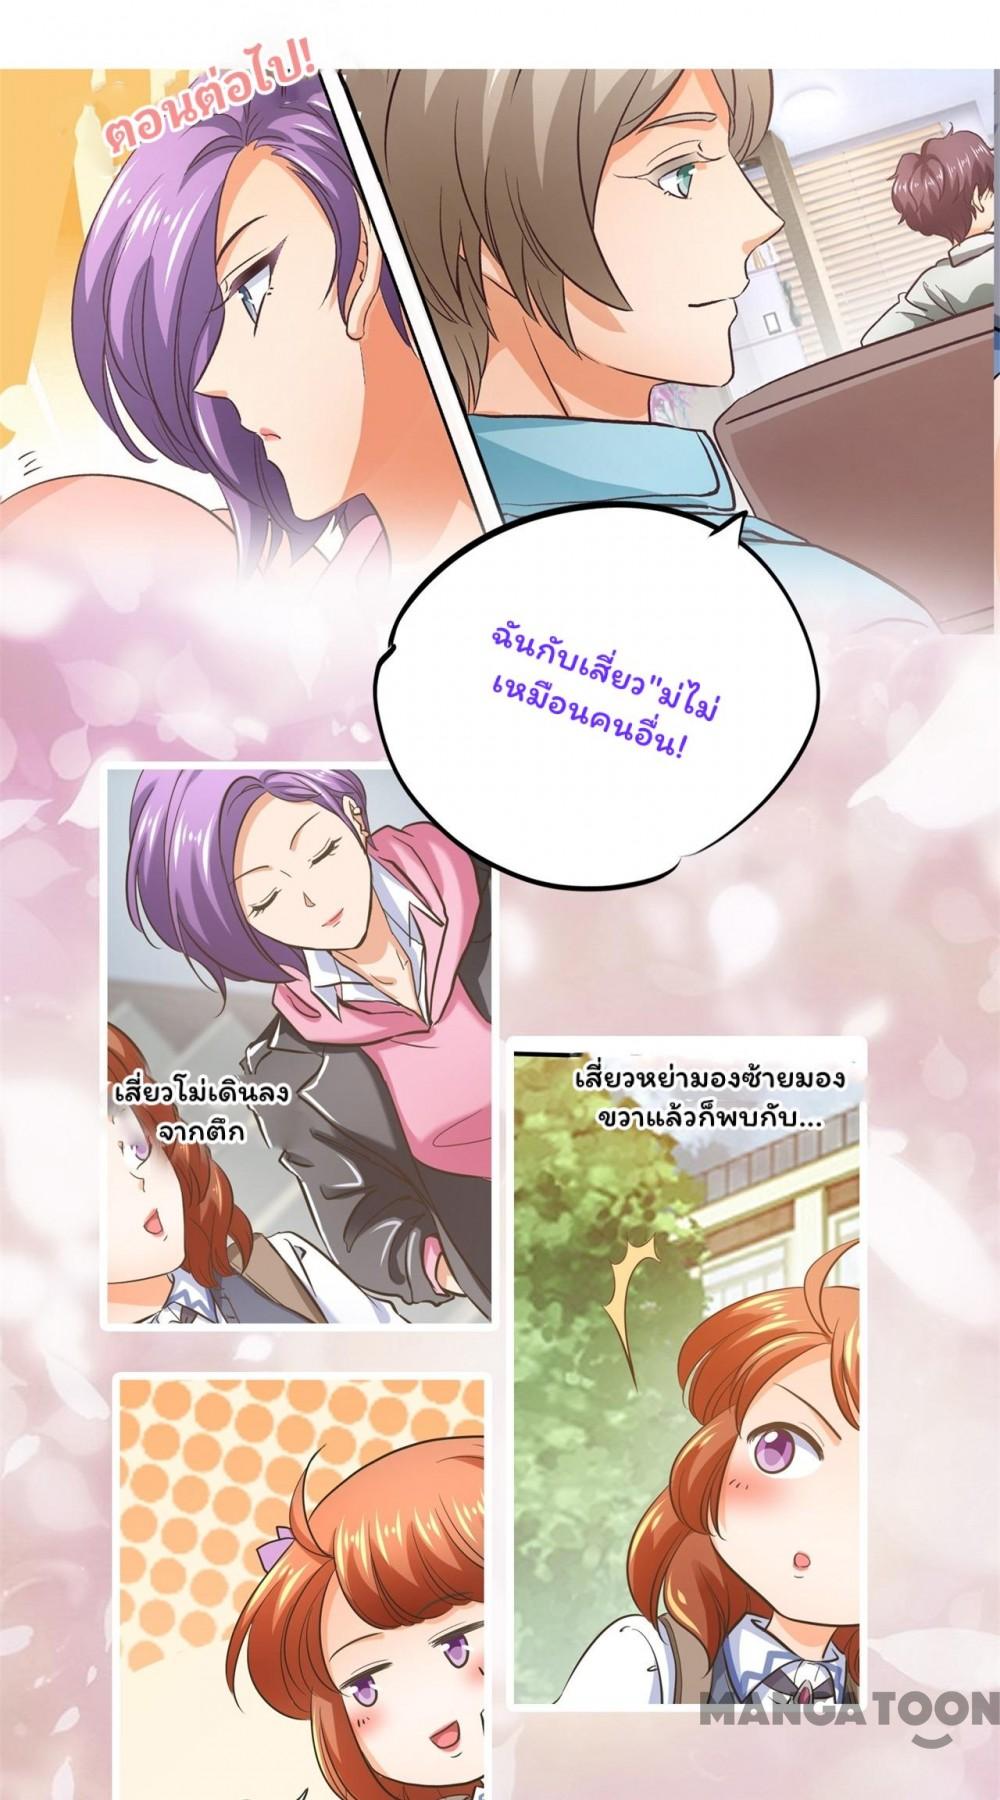 ตอนต่อไป!
ฉันกับเสี่ยว"ม่ไม่
เหมือนคนอื่น!
เสี่ยวโม่เดินลง
จากตึก
เสี่ยวหย่ามองซ้ายมอง
ขวาแล้วก็พบกับ...
MANGATOON